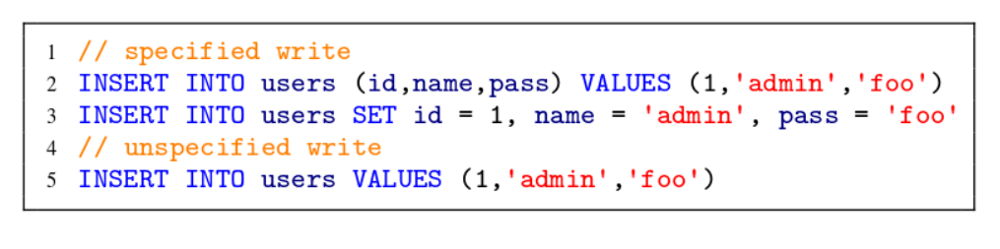 1 // specified write
2 INSERT INTO users (id,name,pass) VALUES (1,'admin','foo')
3 INSERT INTO users SET id = 1, name = 'admin', pass = 'foo'
4 // unspecified write
5 INSERT INTO users VALUES (1,'admin','foo')